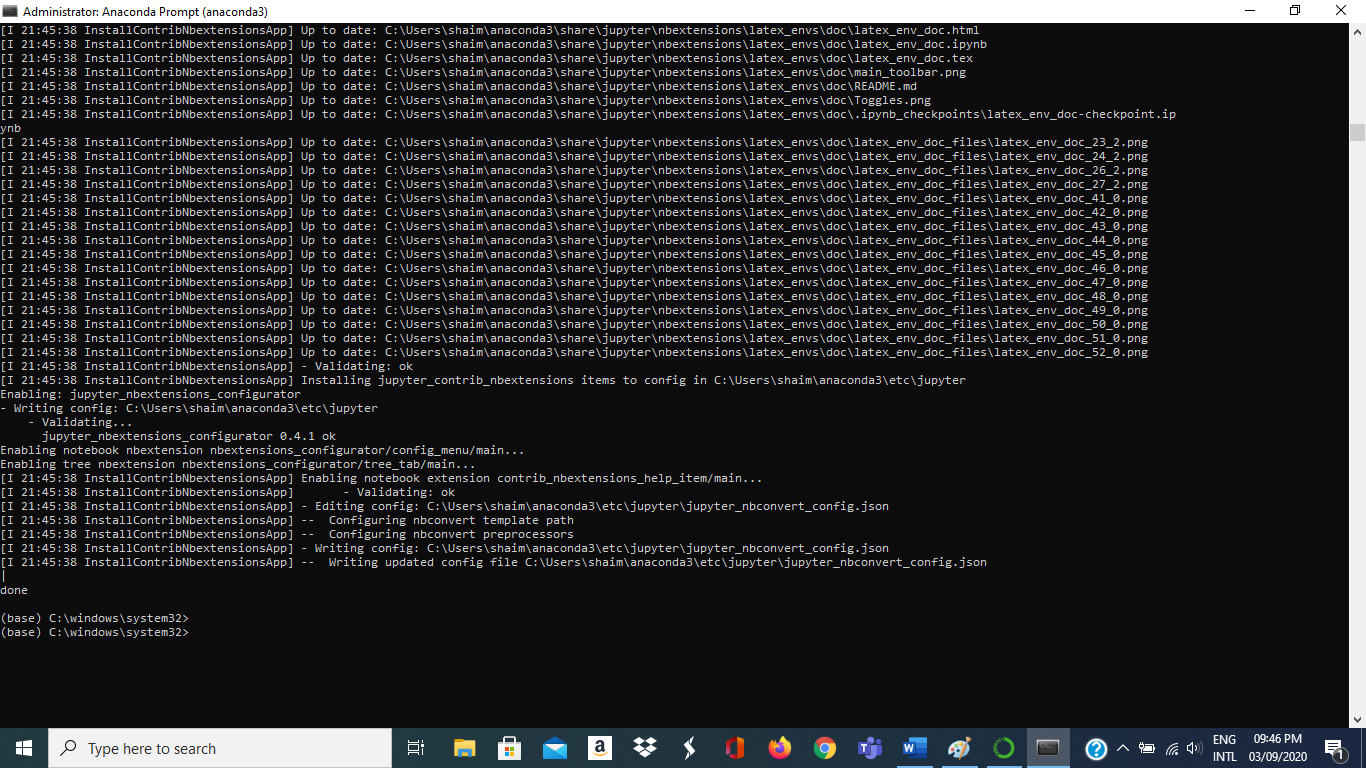 Administrator: Anaconda Prompt (anaconda3)
[I 21:45:38 InstallContribNbextensionsApp] Up to date: C:\Users\shaim\anaconda3\share\jupyter\nbextensions\latex_envs\doc\latex_env_doc.html
[I 21:45:38 InstallContribNbextensionsApp] Up to date: C:\Users\shaim\anaconda3\share\jupyter\nbextensions\latex_envs\doc\latex_env_doc.ipynb
[I 21:45:38 InstallContribNbextensionsApp] Up to date: C:\Users\shaim\anaconda3\share\jupyter\nbextensions\latex_envs\doc\latex_env_doc.tex
[I 21:45:38 InstallContribNbextensionsApp] Up to date: C:\Users\shaim\anaconda3\share\jupyter\nbextensions\latex_envs\doc\main_toolbar.png
[I 21:45:38 InstallContribNbextensionsApp] Up to date: C:\Users\shaim\anaconda3\share\jupyter\nbextensions\latex_envs\doc\README.md
[I 21:45:38 InstallContribNbextensionsApp] Up to date: C:\Users\shaim\anaconda3\share\jupyter\nbextensions\latex_envs\doc\Toggles.png
[I 21:45:38 InstallContribNbextensionsApp] Up to date: C:\Users\shaim\anaconda3\share\jupyter\nbextensions\latex_envs\doc\.ipynb_checkpoints\latex_env_doc-checkpoint.ip
ynb
[I 21:45:38 InstallContribNbextensionsApp] Up to date: C:\Users\shaim\anaconda3\share\jupyter\nbextensions\latex_envs\doc\latex_env_doc_files\latex_env_doc_23_2.png
[I 21:45:38 InstallContribNbextensionsApp] Up to date: C:\Users\shaim\anaconda3\share\jupyter\nbextensions\latex_envs\doc\latex_env_doc_files\latex_env_doc_24_2.png
[I 21:45:38 InstallContribNbextensionsApp] Up to date: C:\Users\shaim\anaconda3\share\jupyter\nbextensions\latex_envs\doc\latex_env_doc_files\latex_env_doc_26_2.png
[I 21:45:38 InstallContribNbextensionsApp] Up to date: C:\Users\shaim\anaconda3\share\jupyter\nbextensions\latex_envs\doc\latex_env_doc_files\latex_env_doc_27_2.png
[I 21:45:38 InstallContribNbextensionsApp] Up to date: C:\Users\shaim\anaconda3\share\jupyter\nbextensions\latex_envs\doc\latex_env_doc_files\latex_env_doc_41_0.png
[I 21:45:38 InstallContribNbextensionsApp] Up to date: C:\Users\shaim\anaconda3\share\jupyter\nbextensions\latex_envs\doc\latex_env_doc_files\latex_env_doc_42_0.png
[I 21:45:38 InstallContribNbextensionsApp] Up to date: C:\Users\shaim\anaconda3\share\jupyter\nbextensions\latex_envs\doc\latex_env_doc_files\latex_env_doc_43_0.png
[I 21:45:38 InstallContribNbextensionsApp] Up to date: C:\Users\shaim\anaconda3\share\jupyter\nbextensions\latex_envs\doc\latex_env_doc_files\latex_env_doc_44_0.png
[I 21:45:38 InstallContribNbextensionsApp] Up to date: C:\Users\shaim\anaconda3\share\jupyter\nbextensions\latex_envs\doc\latex_env_doc_files\latex_env_doc_45_0.png
[I 21:45:38 InstallContribNbextensionsApp] Up to date: C:\Users\shaim\anaconda3\share\jupyter\nbextensions\latex_envs\doc\latex_env_doc_files\latex_env_doc_46_0.png
[I 21:45:38 InstallContribNbextensionsApp] Up to date: C:\Users\shaim\anaconda3\share\jupyter\nbextensions\latex_envs\doc\latex_env_doc_files\latex_env_doc_47_0.png
[I 21:45:38 InstallContribNbextensionsApp] Up to date: C:\Users\shaim\anaconda3\share\jupyter\nbextensions\latex_envs\doc\latex_env_doc_files\latex_env_doc_48_0.png
[I 21:45:38 InstallContribNbextensionsApp] Up to date: C:\Users\shaim\anaconda3\share\jupyter\nbextensions\latex_envs\doc\latex_env_doc_files\latex_env_doc_49_0.png
[I 21:45:38 InstallContribNbextensionsApp] Up to date: C:\Users\shaim\anaconda3\share\jupyter\nbextensions\latex_envs\doc\latex_env_doc_files\latex_env_doc_50_0.png
[I 21:45:38 InstallContribNbextensionsApp] Up to date: C:\Users\shaim\anaconda3\share\jupyter\nbextensions\latex_envs\doc\latex_env_doc_files\latex_env_doc_51_0.png
[I 21:45:38 InstallContribNbextensionsApp] Up to date: C:\Users\shaim\anaconda3\share\jupyter\nbextensions\latex_envs\doc\latex_env_doc_files\latex_env_doc_52_0.png
[I 21:45:38 InstallContribNbextensionsApp] - Validating: ok
[I 21:45:38 InstallContribNbextensionsApp] Installing jupyter_contrib_nbextensions items to config in C:\Users\shaim\anaconda3\etc\jupyter
Enabling: jupyter_nbextensions_configurator
- Writing config: C:\Users\shaim\anaconda3\etc\jupyter
    - Validating...
      jupyter_nbextensions_configurator 0.4.1 ok
Enabling notebook nbextension nbextensions_configurator/config_menu/main...
Enabling tree nbextension nbextensions_configurator/tree_tab/main...
[I 21:45:38 InstallContribNbextensionsApp] Enabling notebook extension contrib_nbextensions_help_item/main...
[I 21:45:38 InstallContribNbextensionsApp]       - Validating: ok
[I 21:45:38 InstallContribNbextensionsApp] - Editing config: C:\Users\shaim\anaconda3\etc\jupyter\jupyter_nbconvert_config.json
[I 21:45:38 InstallContribNbextensionsApp] --  Configuring nbconvert template path
[I 21:45:38 InstallContribNbextensionsApp] --  Configuring nbconvert preprocessors
[I 21:45:38 InstallContribNbextensionsApp] - Writing config: C:\Users\shaim\anaconda3\etc\jupyter\jupyter_nbconvert_config.json
[I 21:45:38 InstallContribNbextensionsApp] --  Writing updated config file C:\Users\shaim\anaconda3\etc\jupyter\jupyter_nbconvert_config.json
|
done
(base) C:\windows\system32>
(base) C:\windows\system32>
Type here to search
ENG
INTL
09:46 PM
03/09/2020
1